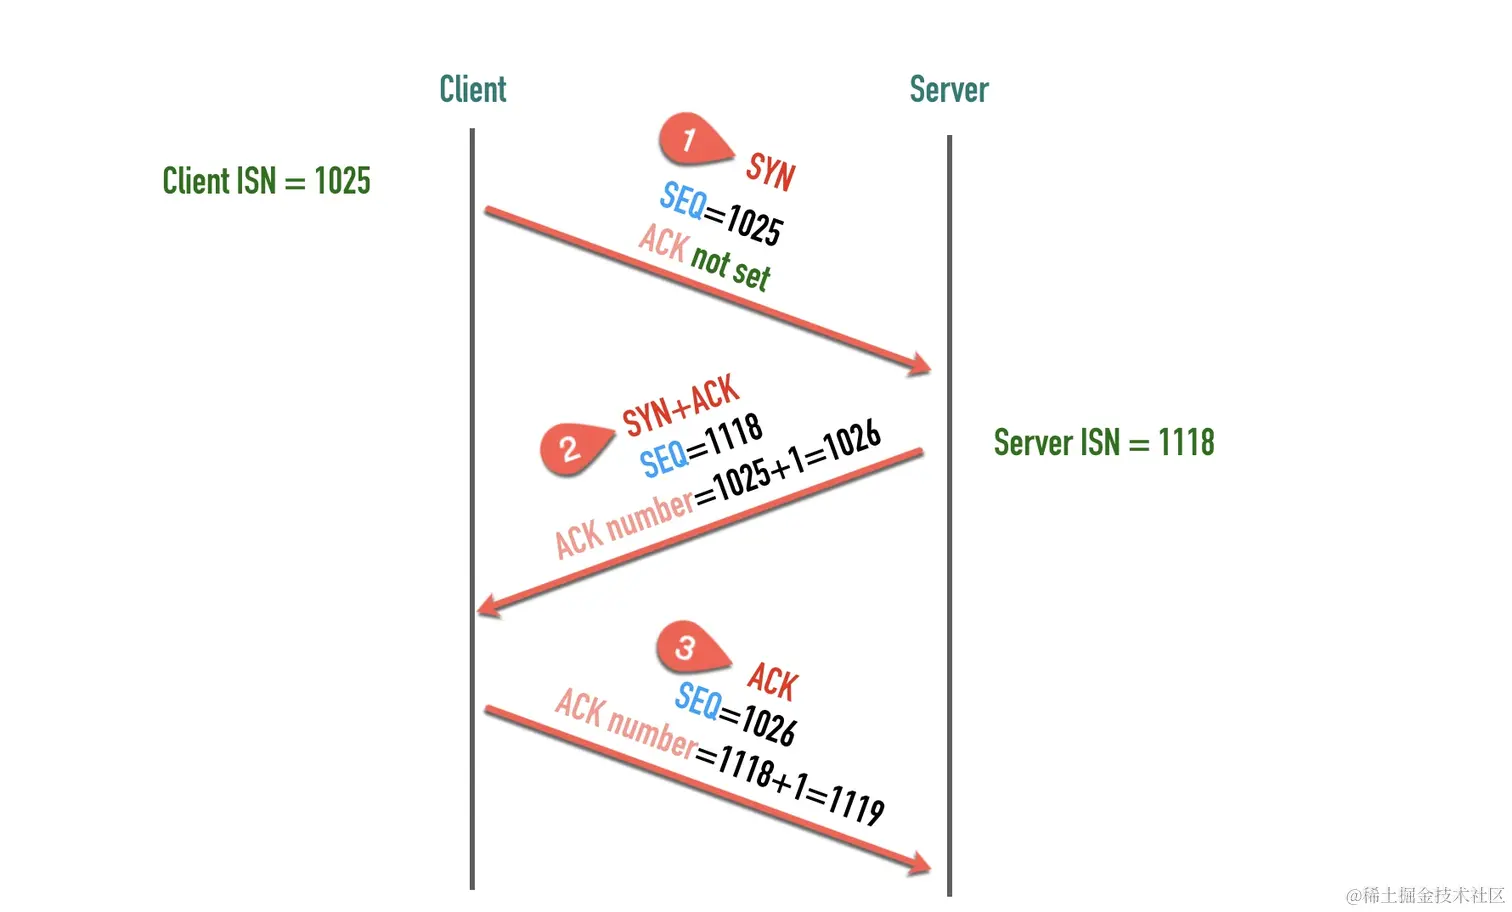 Client
Server
Client ISN = 1025
1
SYN
SEQ=1025
ACK not set
2
SYN+ACK
SEQ=1118
ACK number=1025+1=1026
Server ISN = 1118
3
ACK
SEQ=1026
ACK number=1118+1=1119
@稀土掘金技术社区